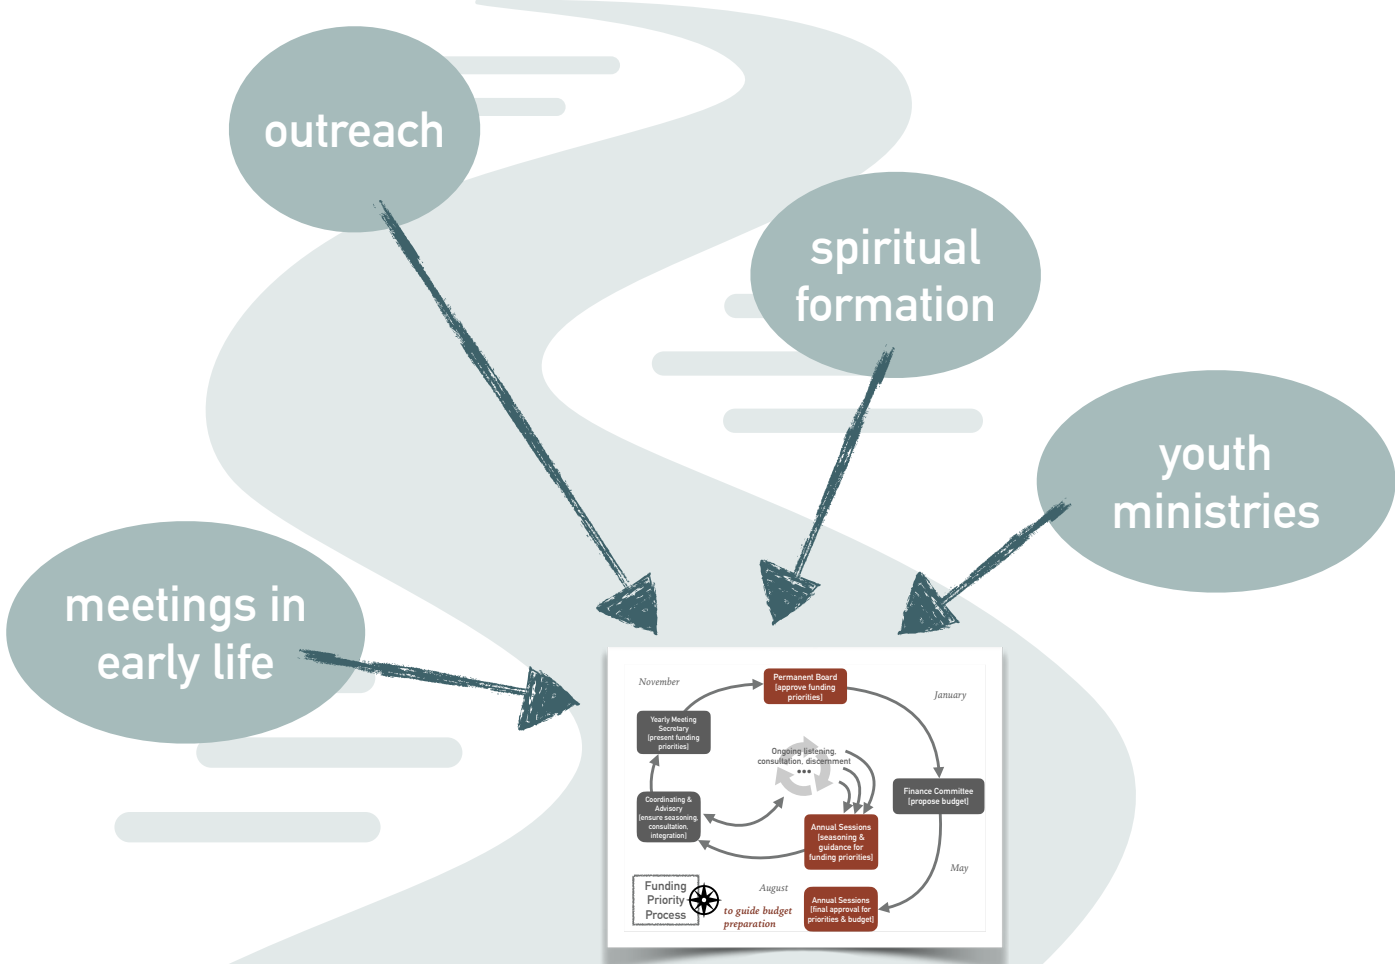 outreach
spiritual
formation
youth
ministries
meetings in
early life
November
Permanent Board
[approve funding
priorities]
January
Yearly Meeting
Secretary
[present funding
priorities]
Ongoing listening,
consultation, discernment
•••
Finance Committee
[propose budget]
Coordinating &
Advisory
[ensure seasoning,
consultation,
integration]
Annual Sessions
[seasoning &
guidance for
funding priorities]
May
Funding
Priority
Process
August
to guide budget
preparation
Annual Sessions
[final approval for
priorities & budget]